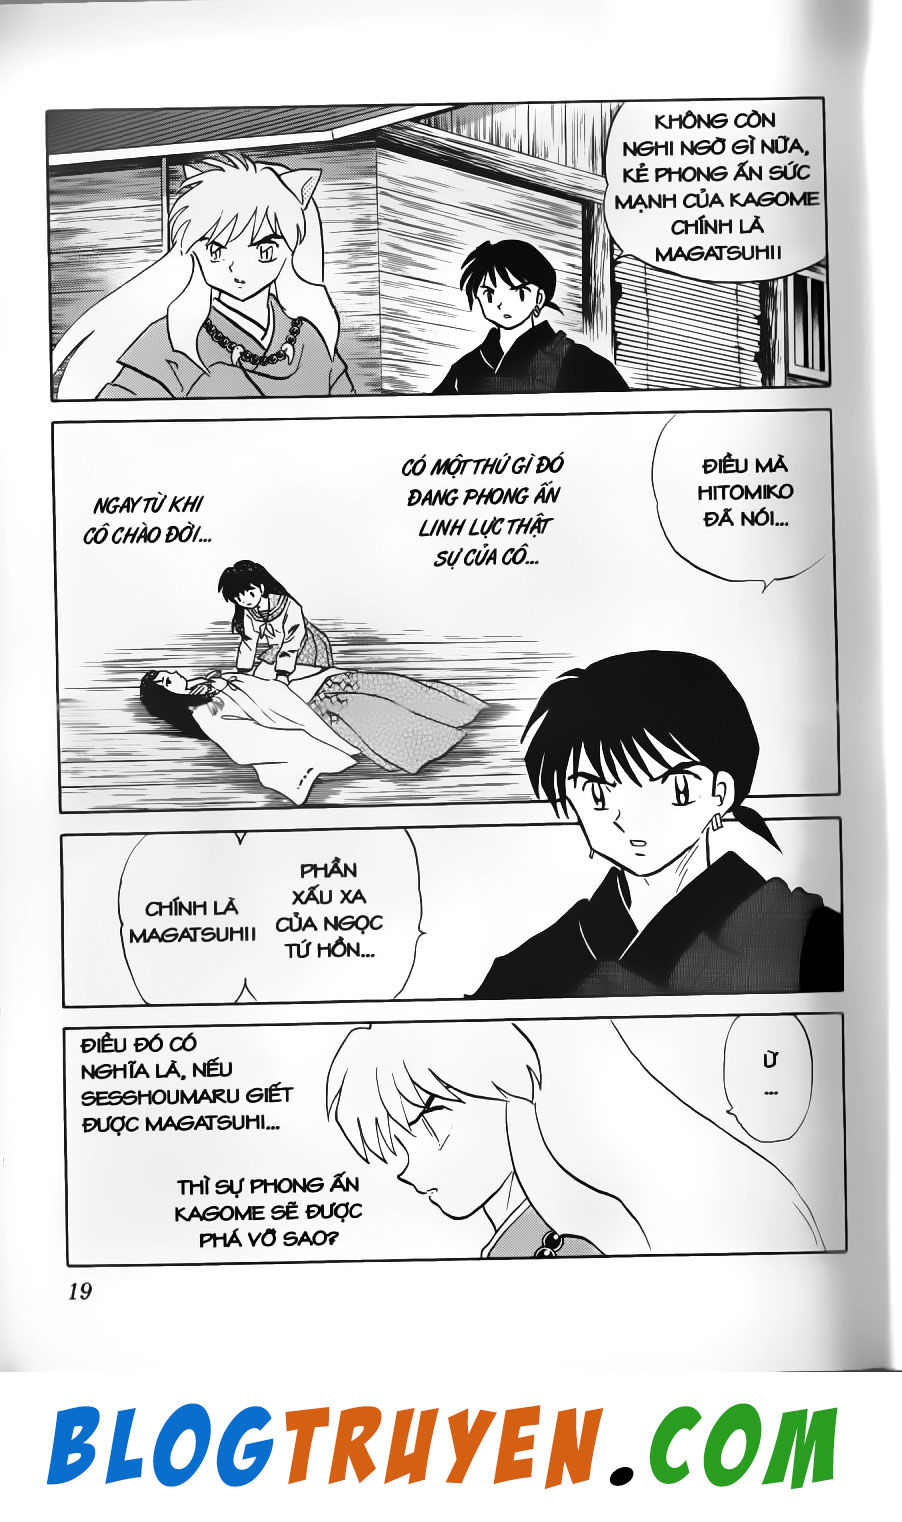 KHÔNG CÒN
NGHI NGỜ GÌ NỮA,
KẺ PHONG ẤN SỨC
MẠNH CỦA KAGOME
CHÍNH LÀ
MAGATSUHI!
ĐIỀU MÀ
HITOMIKO
ĐÃ NÓI...
CÓ MỘT THỨ GÌ ĐÓ
ĐANG PHONG ẤN
LINH LỰC THẬT
SỰ CỦA CÔ...
NGAY TỪ KHI
CÔ CHÀO ĐỜI...
PHẦN
XẤU XA
CỦA NGỌC
TỨ HỒN...
CHÍNH LÀ
MAGATSUHI!
Ừ
...
ĐIỀU ĐÓ CÓ
NGHĨA LÀ, NẾU
SESSHOUMARU GIẾT
ĐƯỢC MAGATSUHI...
THÌ SỰ PHONG ẤN
KAGOME SẼ ĐƯỢC
PHÁ VỠ SAO?
19
BLOGTRUYEN.COM